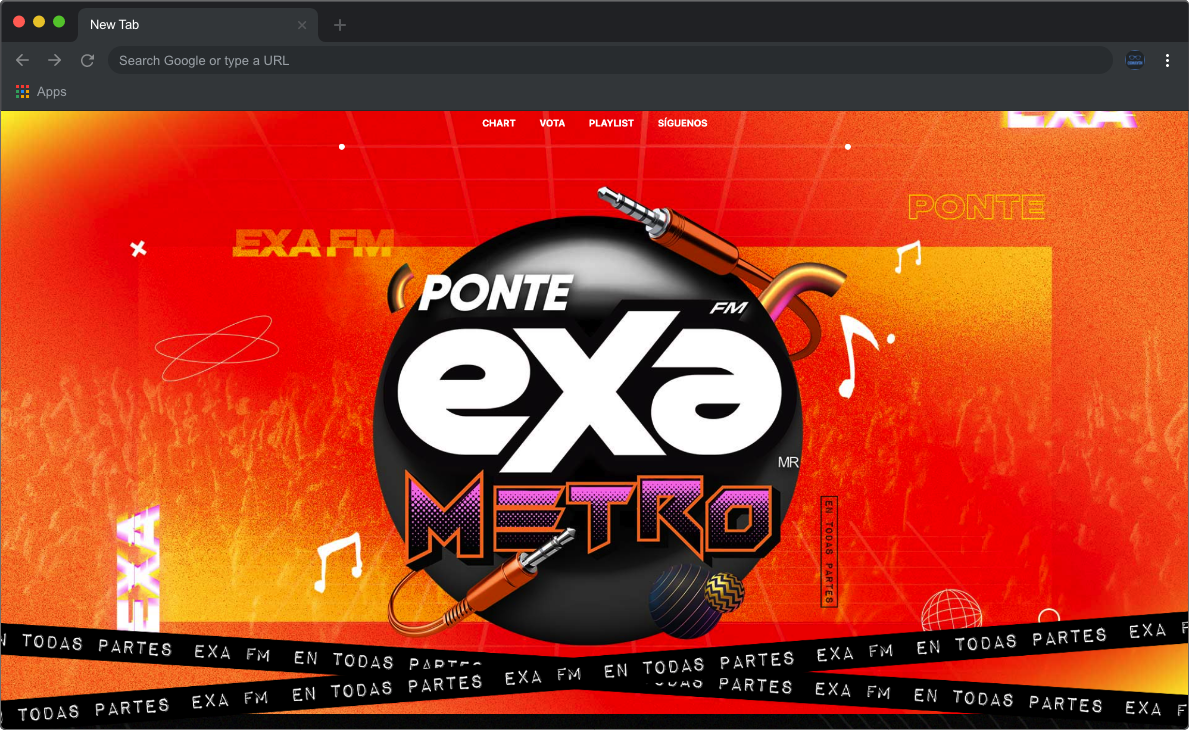 New Tab
Search Google or type a URL
Apps
CHART VOTA PLAYLIST SÍGUENOS
EXA
PONTE
EXA FM
PONTE
FM
exa
MR
METRO
EN TODAS PARTES
EXA
EN TODAS PARTES EXA FM EN TODAS PARTES EXA FM EN TODAS PARTES EXA FM EN TODAS PARTES EXA F
TODAS PARTES EXA FM EN TODAS PARTES TODAS PARTES EXA FM EN TODAS PARTES EXA F